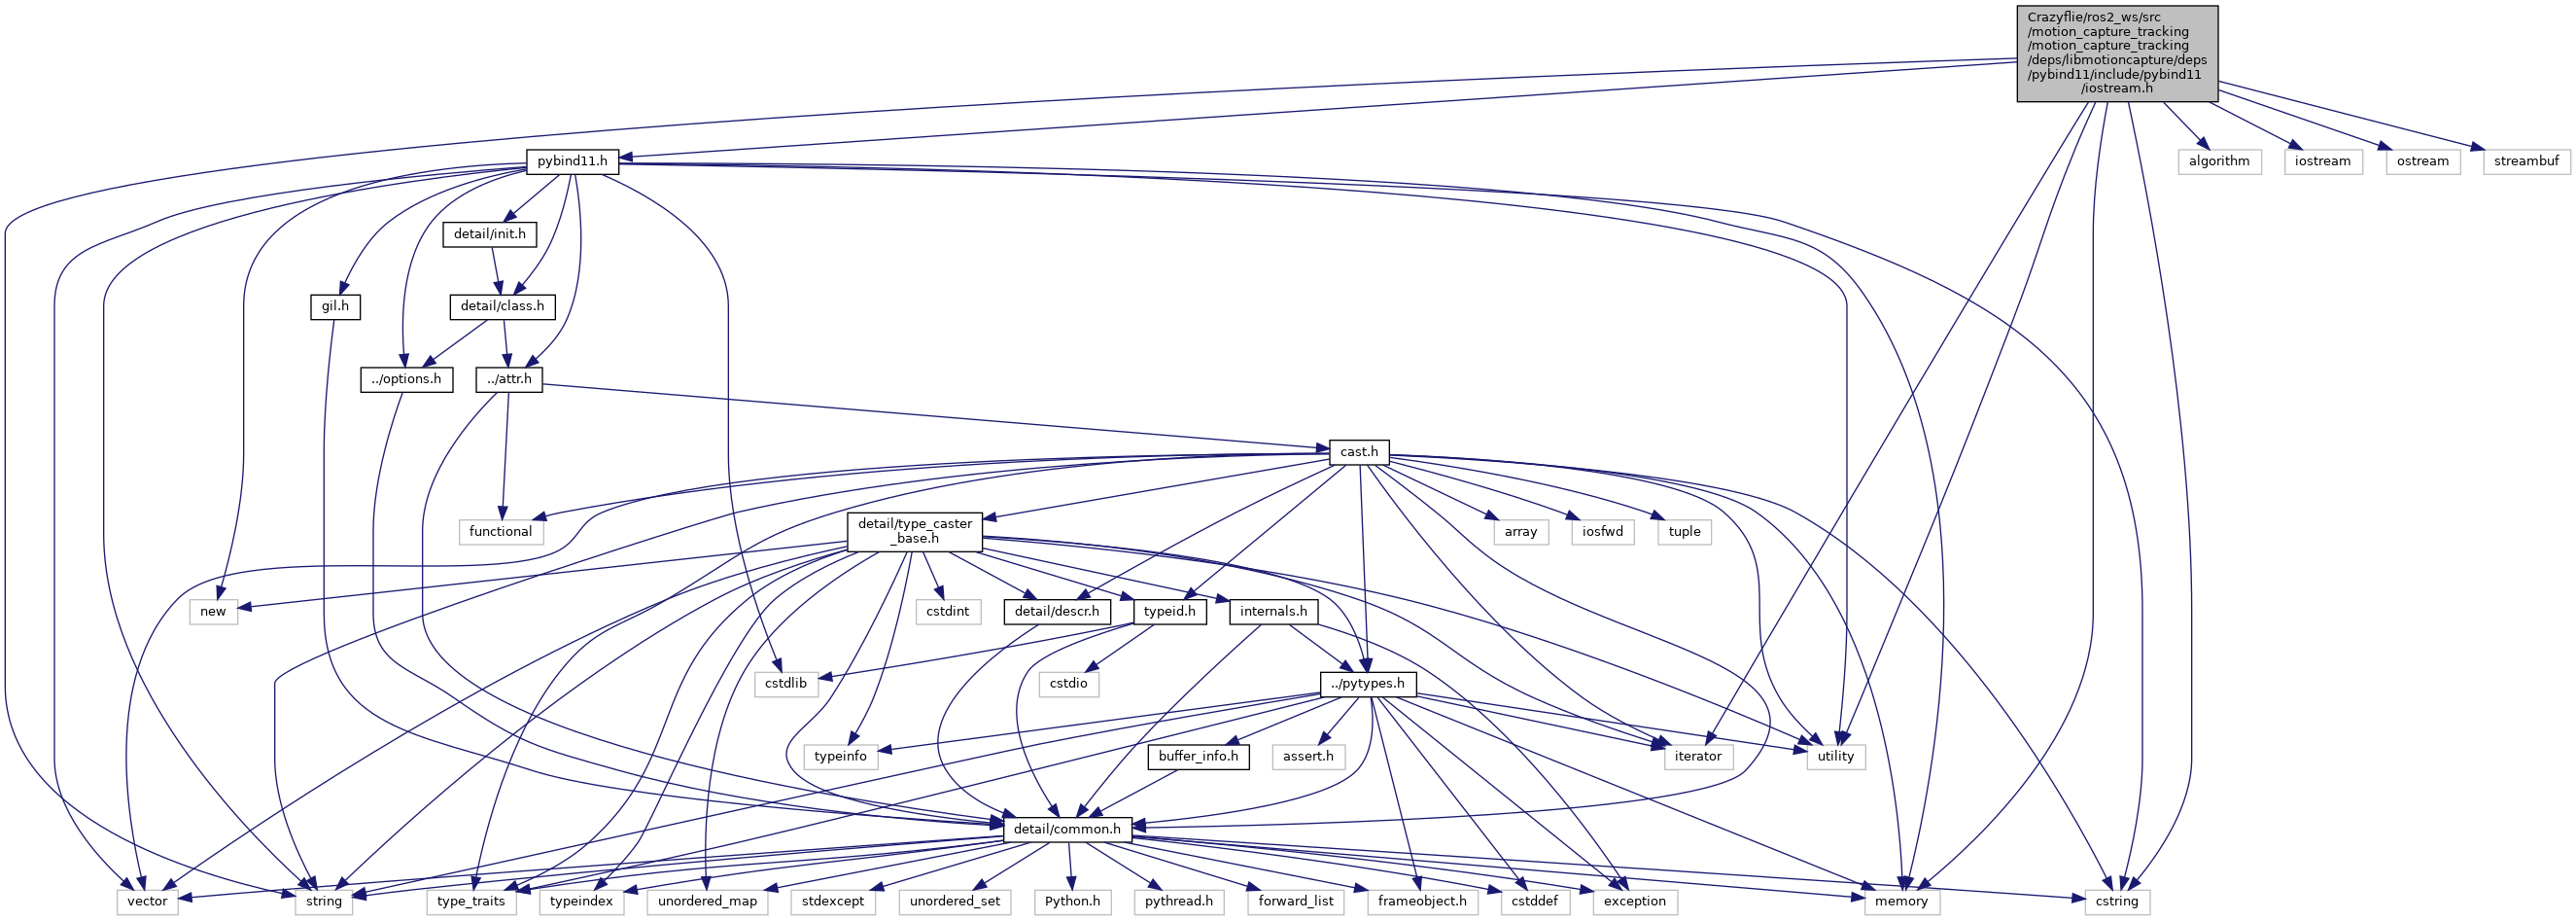 Crazyflie/ros2_ws/src
/motion_capture_tracking
/motion_capture_tracking
/deps/libmotioncapture/deps
/pybind11/include/pybind11
/iostream.h
pybind11.h
algorithm
iostream
ostream
streambuf
detail/init.h
gil.h
detail/class.h
../options.h
../attr.h
cast.h
functional
detail/type_caster
_base.h
array
iosfwd
tuple
new
cstdint
detail/descr.h
typeid.h
internals.h
cstdlib
cstdio
../pytypes.h
typeinfo
buffer_info.h
assert.h
iterator
utility
detail/common.h
vector
string
type_traits
typeindex
unordered_map
stdexcept
unordered_set
Python.h
pythread.h
forward_list
frameobject.h
cstddef
exception
memory
cstring